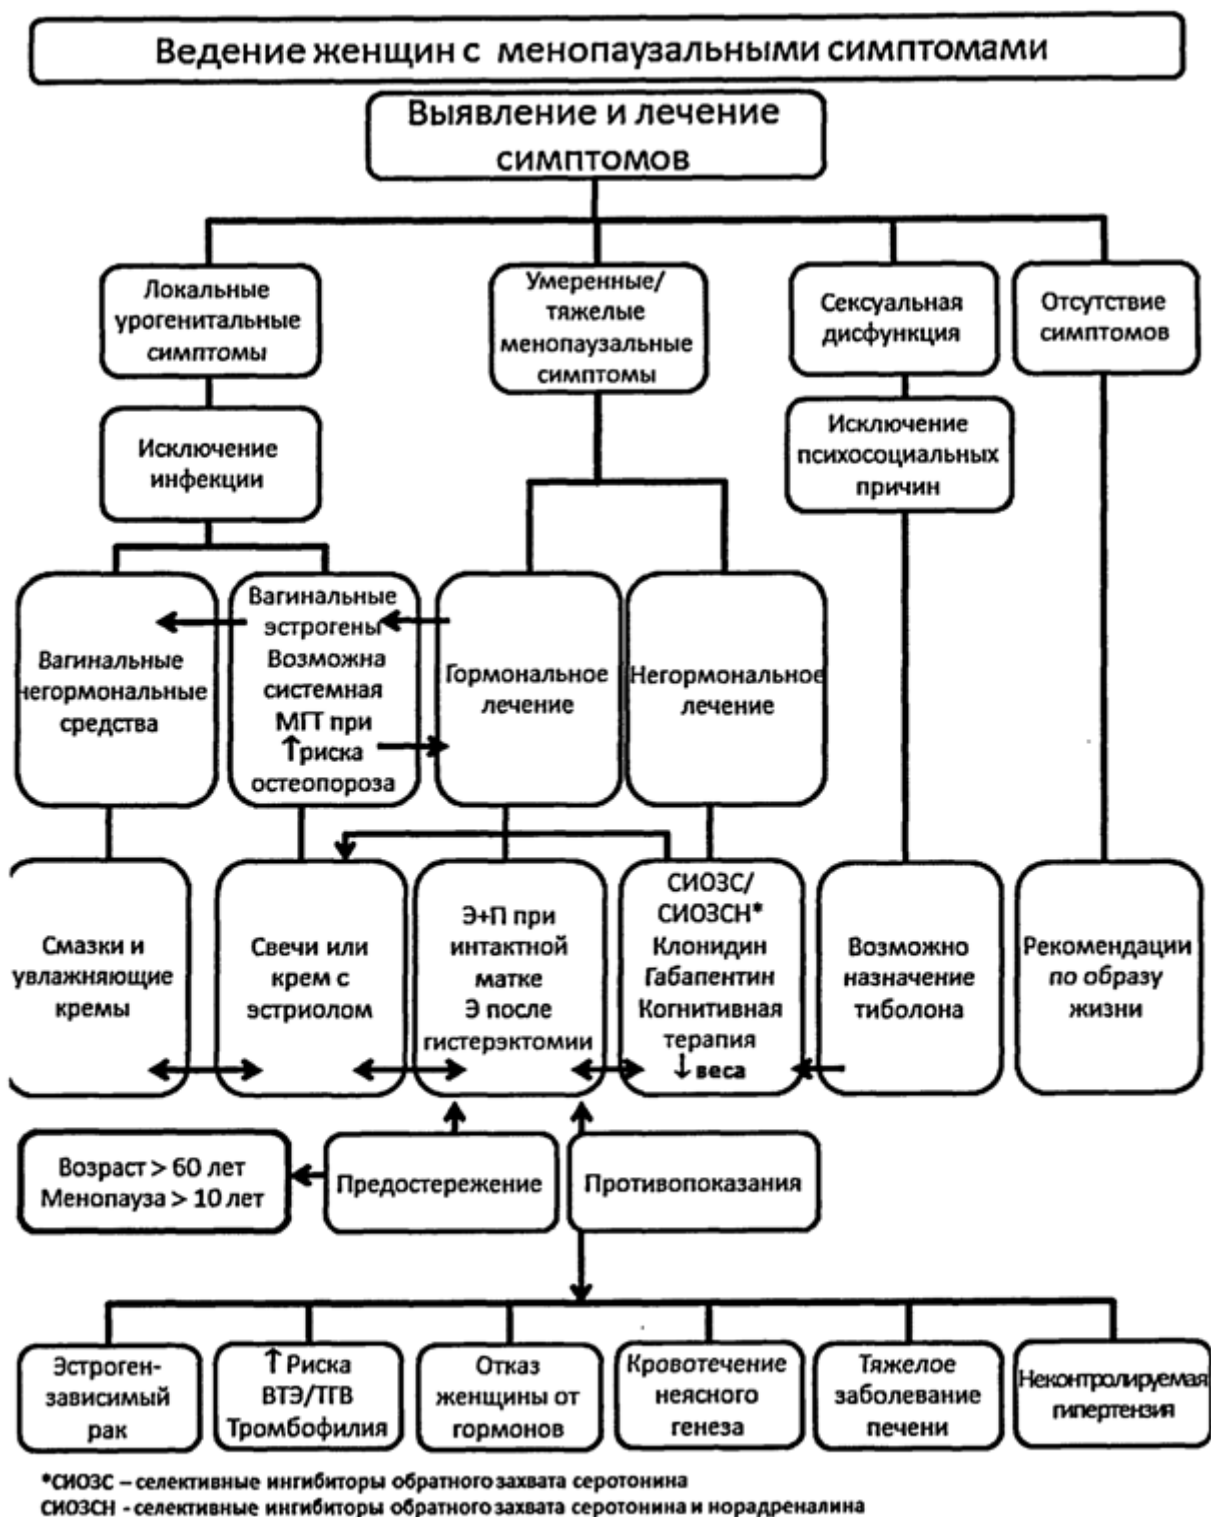 Ведение женщин с менопаузальными симптомами
Выявление и лечение
симптомов
Локальные
урогенитальные
симптомы
Умеренные/
тяжелые
менопаузальные
симптомы
Сексуальная
дисфункция
Отсутствие
симптомов
Исключение
инфекции
Исключение
психосоциальных
причин
Вагинальные
негормональные
средства
Вагинальные
эстрогены
Возможна
системная
МГТ при
↑риска
остеопороза
Гормональное
лечение
Негормональное
лечение
Смазки и
увлажняющие
кремы
Свечи или
крем с
эстриолом
Э+П при
интактной
матке
Э после
гистерэктомии
СИОЗС/
СИОЗСН*
Клонидин
Габапентин
Когнитивная
терапия
↓веса
Возможно
назначение
тиболона
Рекомендации
по образу
жизни
Возраст > 60 лет
Менопауза > 10 лет
Предостережение
Противопоказания
Эстроген-
зависимый
рак
↑ Риска
ВТЭ/ТГВ
Тромбофилия
Отказ
женщины от
гормонов
Кровотечение
неясного
генеза
Тяжелое
заболевание
печени
Неконтролируемая
гипертензия
*СИОЗС – селективные ингибиторы обратного захвата серотонина
СИОЗСН - селективные ингибиторы обратного захвата серотонина и норадреналина